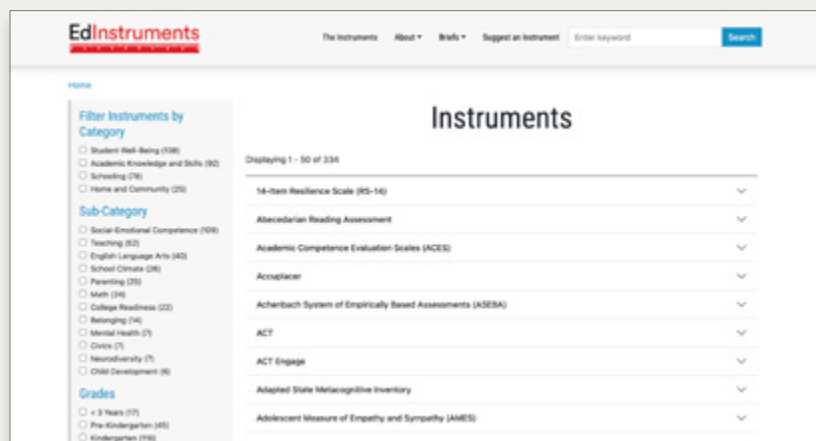 EdInstruments
The Instruments About Briefs Suggest an Instrument Enter keyword Search
Home
Filter Instruments by
Category
Student Well-Being (138)
Academic Knowledge and Skills (92)
Schooling (78)
Home and Community (25)
Sub-Category
Social-Emotional Competence (109)
Teaching (52)
English Language Arts (40)
School Climate (28)
Parenting (25)
Math (24)
College Readiness (22)
Belonging (14)
Mental Health (7)
Civics (7)
Neurodiversity (7)
Child Development (6)
Grades
< 3 Years (17)
Pre-Kindergarten (45)
Kindergarten (116)
Instruments
Displaying 1 - 50 of 334
14-Item Resilience Scale (RS-14)
Abecedarian Reading Assessment
Academic Competence Evaluation Scales (ACES)
Accuplacer
Achenbach System of Empirically Based Assessments (ASEBA)
ACT
ACT Engage
Adapted State Metacognitive Inventory
Adolescent Measure of Empathy and Sympathy (AMES)